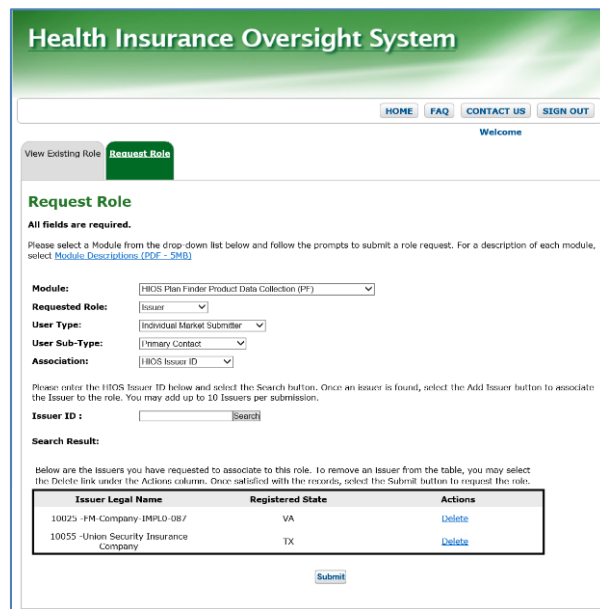 Health Insurance Oversight System
HOME FAQ CONTACT US SIGN OUT
Welcome
View Existing Role Request Role
Request Role
All fields are required.
Please select a Module from the drop-down list below and follow the prompts to submit a role request. For a description of each module,
select Module Descriptions (PDF - 5MB)
Module: HIOS Plan Finder Product Data Collection (PF)
Requested Role: Issuer
User Type: Individual Market Submitter
User Sub-Type: Primary Contact
Association: HIOS Issuer ID
Please enter the HIOS Issuer ID below and select the Search button. Once an issuer is found, select the Add Issuer button to associate
the Issuer to the role. You may add up to 10 Issuers per submission.
Issuer ID : Search
Search Result:
Below are the issuers you have requested to associate to this role. To remove an issuer from the table, you may select
the Delete link under the Actions column. Once satisfied with the records, select the Submit button to request the role.
Issuer Legal Name Registered State Actions
10025 -FM-Company-IMPL0-087 VA Delete
10055 -Union Security Insurance
Company TX Delete
Submit